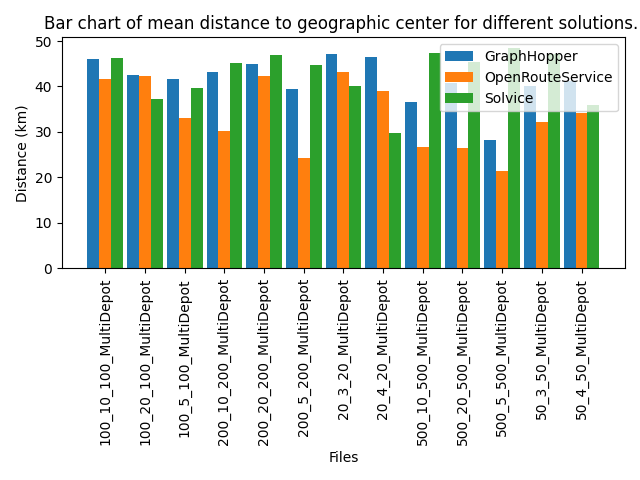 Bar chart of mean distance to geographic center for different solutions.
50
40
30
20
10
0
Distance (km)
GraphHopper
OpenRouteService
Solvice
100_10_100_MultiDepot
100_20_100_MultiDepot
100_5_100_MultiDepot
200_10_200_MultiDepot
200_20_200_MultiDepot
200_5_200_MultiDepot
20_3_20_MultiDepot
20_4_20_MultiDepot
500_10_500_MultiDepot
500_20_500_MultiDepot
500_5_500_MultiDepot
50_3_50_MultiDepot
50_4_50_MultiDepot
Files